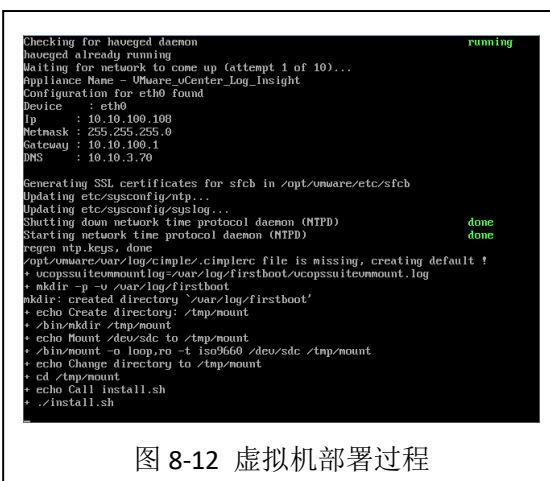 Checking for haveged daemon running
haveged already running
Waiting for network to come up (attempt 1 of 10)...
Appliance Name - VMware_vCenter_Log_Insight
Configuration for eth0 found
Device : eth0
Ip : 10.10.100.108
Netmask : 255.255.255.0
Gateway : 10.10.100.1
DNS : 10.10.3.70
Generating SSL certificates for sfcb in /opt/vmware/etc/sfcb
Updating etc/sysconfig/ntp...
Updating etc/sysconfig/syslog...
Shutting down network time protocol daemon (NTPD) done
Starting network time protocol daemon (NTPD) done
regen ntp.keys, done
/opt/vmware/var/log/cimple/.cimplerc file is missing, creating default !
+ vcopssuitevmmountlog=/var/log/firstboot/vcopssuitevmmount.log
+ mkdir -p -v /var/log/firstboot
mkdir: created directory `/var/log/firstboot'
+ echo Create directory: /tmp/mount
+ /bin/mkdir /tmp/mount
+ echo Mount /dev/sdc to /tmp/mount
+ /bin/mount -o loop,ro -t iso9660 /dev/sdc /tmp/mount
+ echo Change directory to /tmp/mount
+ cd /tmp/mount
+ echo Call install.sh
+ ./install.sh
图 8-12 虚拟机部署过程